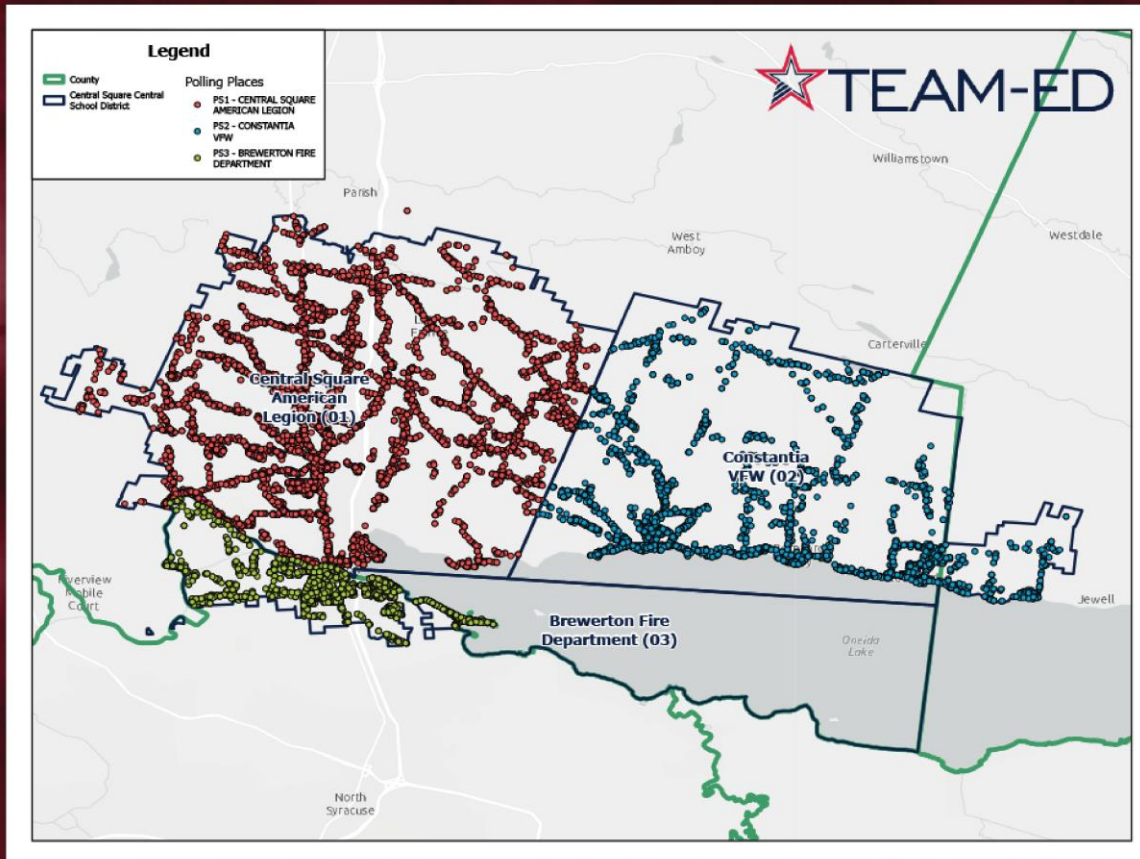 Legend
County
Central Square Central
School District
Polling Places
PS1 - CENTRAL SQUARE
AMERICAN LEGION
PS2 - CONSTANTIA
VFW
PS3 - BREWERTON FIRE
DEPARTMENT
TEAM-ED
Williamstown
Parish
Westdale
West
Amboy
Carterville
Central Square
American
Legion (01)
Constantia
VFW (02)
Mobile
Court
Jewell
Brewerton Fire
Department (03)
Oneida
Lake
North
Syracuse